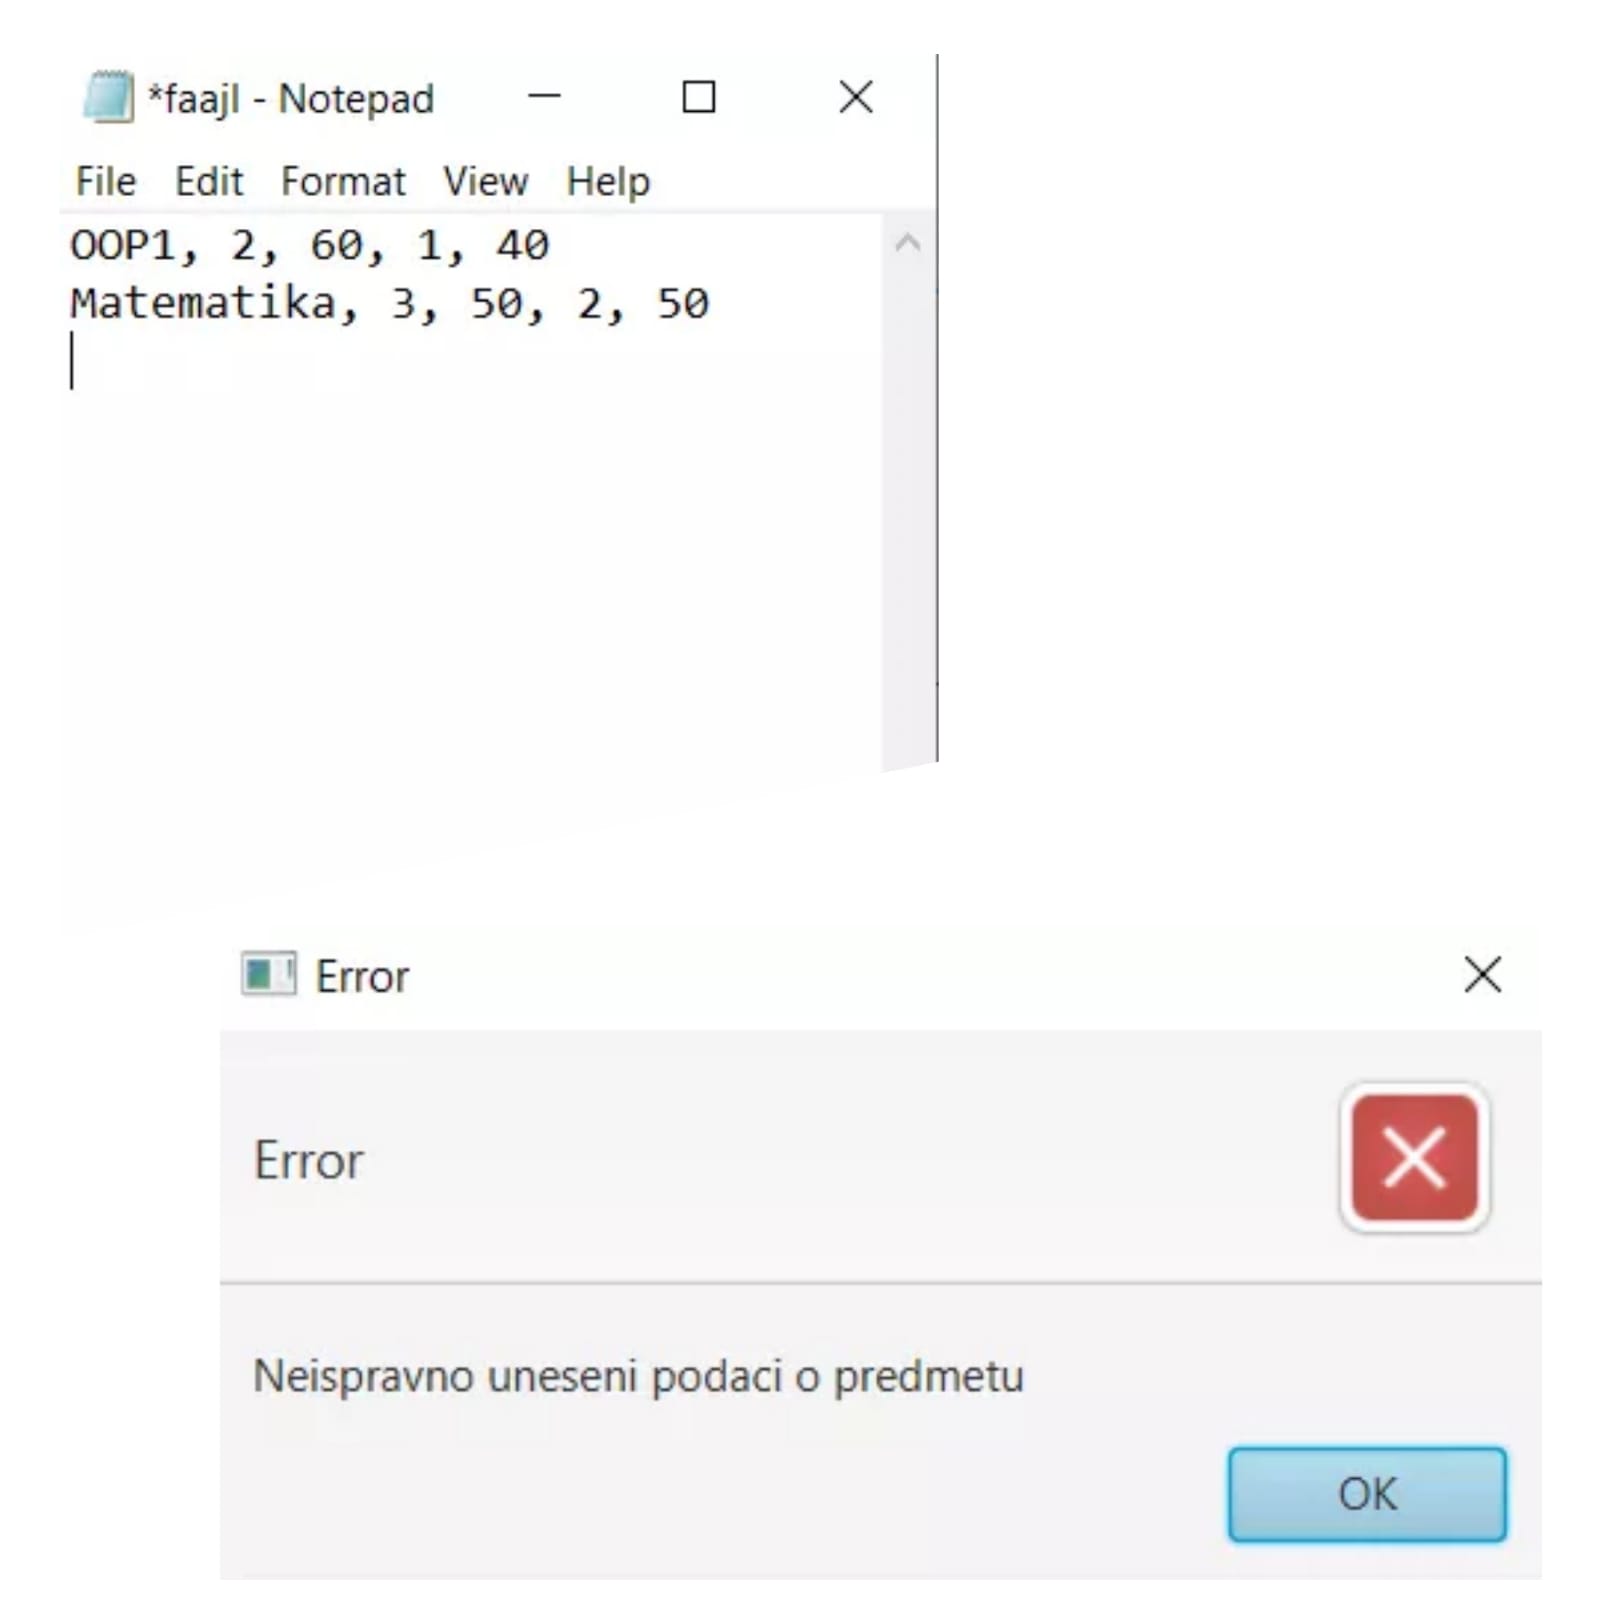 *faajl - Notepad
File Edit Format View Help
OOP1, 2, 60, 1, 40
Matematika, 3, 50, 2, 50
Error
Error
Neispravno uneseni podaci o predmetu
OK